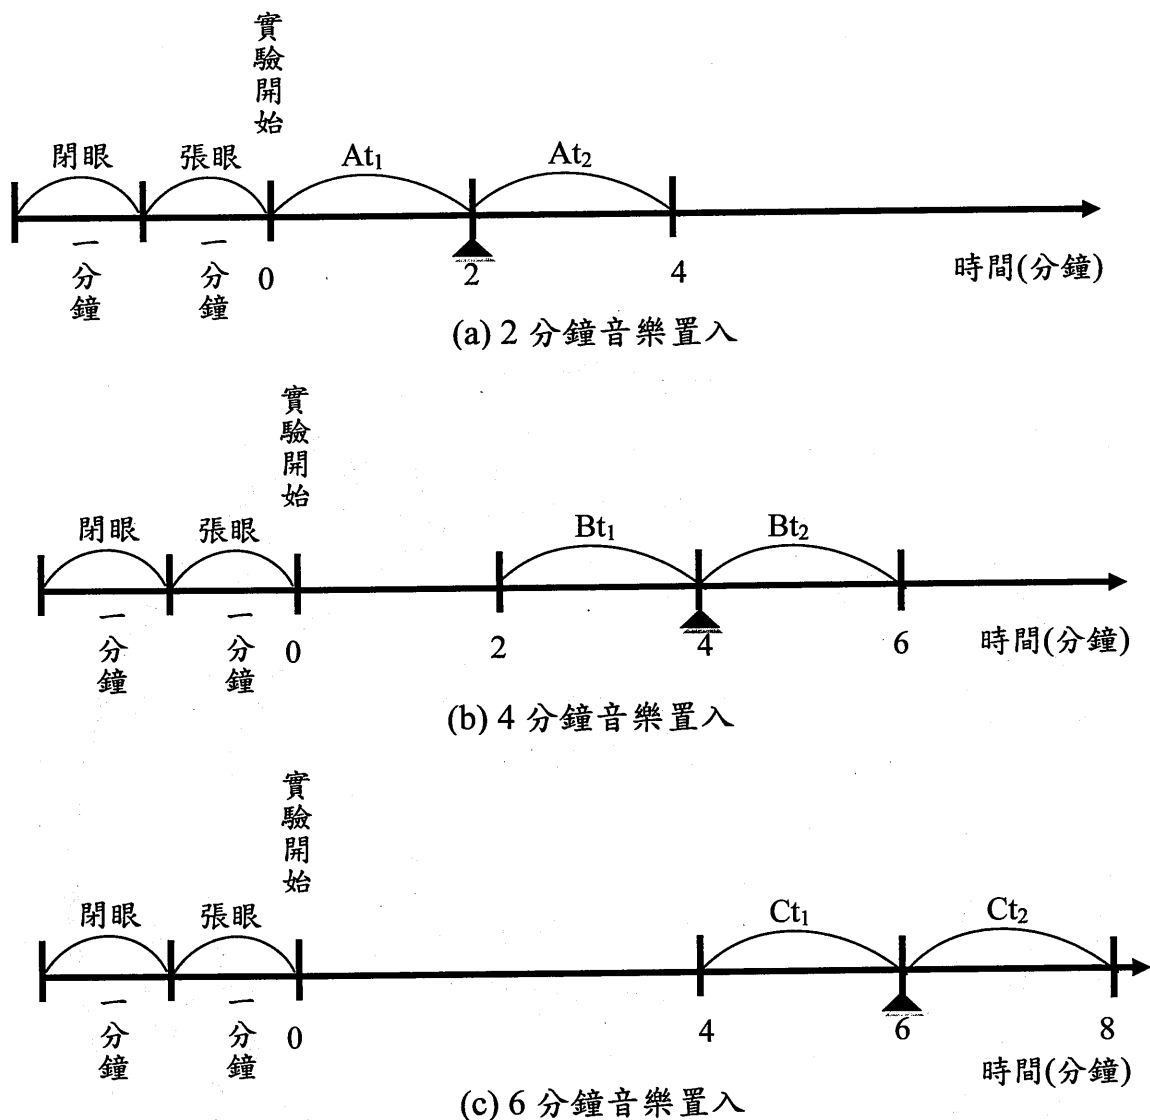 實驗開始
閉眼 張眼 At₁ At₂
一分鐘 一分鐘 0 2 4 時間(分鐘)
(a) 2 分鐘音樂置入
實驗開始
閉眼 張眼 Bt₁ Bt₂
一分鐘 一分鐘 0 2 4 6 時間(分鐘)
(b) 4 分鐘音樂置入
實驗開始
閉眼 張眼 Ct₁ Ct₂
一分鐘 一分鐘 0 4 6 8
時間(分鐘)
(c) 6 分鐘音樂置入